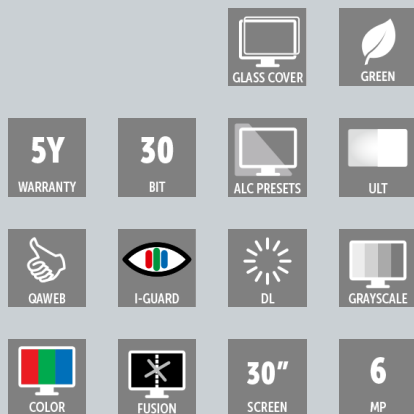 GLASS COVER
GREEN
5Y
WARRANTY
30
BIT
ALC PRESETS
ULT
QAWEB
I-GUARD
DL
GRAYSCALE
COLOR
FUSION
30″
SCREEN
6
MP